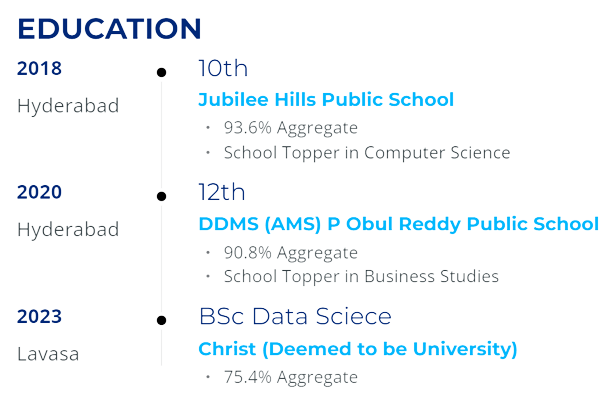 EDUCATION
2018
10th
Hyderabad
Jubilee Hills Public School
• 93.6% Aggregate
• School Topper in Computer Science
2020
12th
Hyderabad
DDMS (AMS) P Obul Reddy Public School
• 90.8% Aggregate
• School Topper in Business Studies
2023
BSc Data Sciece
Lavasa
Christ (Deemed to be University)
• 75.4% Aggregate